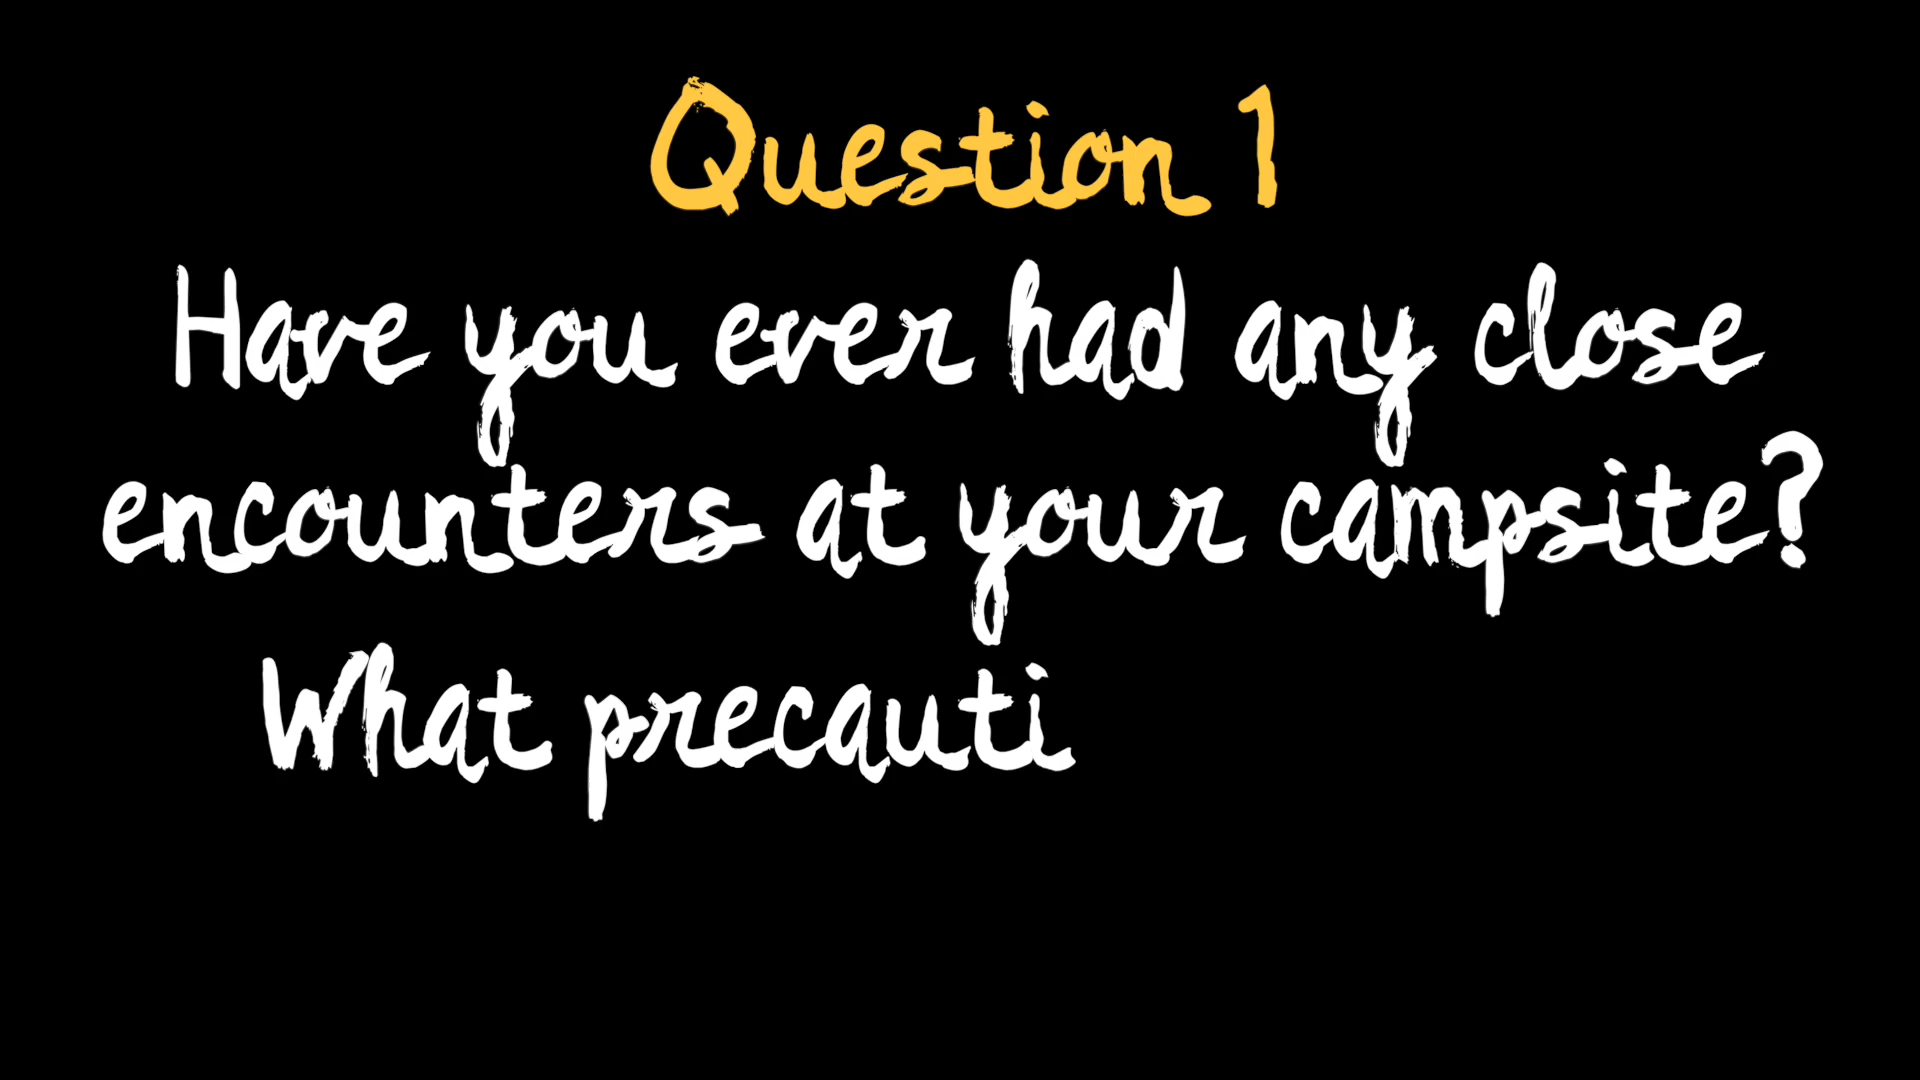 Question 1
Have you ever had any close
encounters at your campsite?
What precauti